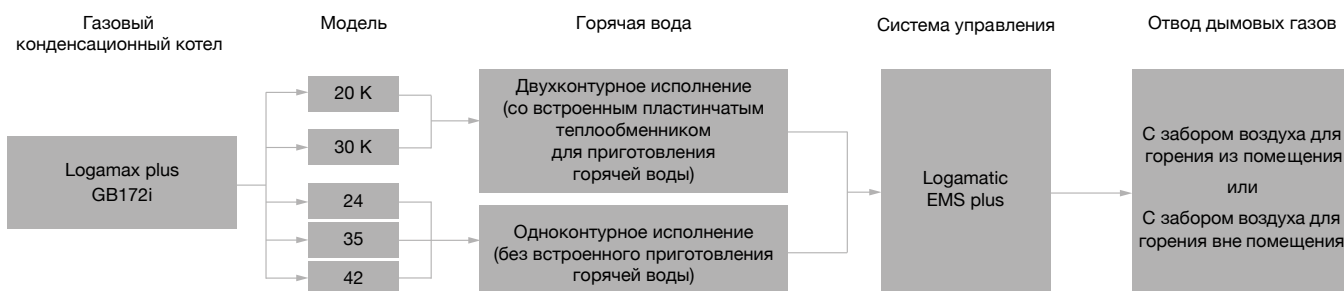 Газовый
конденсационный котел
Модель
Горячая вода
Система управления
Отвод дымовых газов
Logamax plus
GB172i
20 K
30 K
24
35
42
Двухконтурное исполнение
(со встроенным пластинчатым
теплообменником
для приготовления
горячей воды)
Одноконтурное исполнение
(без встроенного приготовления
горячей воды)
Logamatic
EMS plus
С забором воздуха для
горения из помещения
или
С забором воздуха для
горения вне помещения